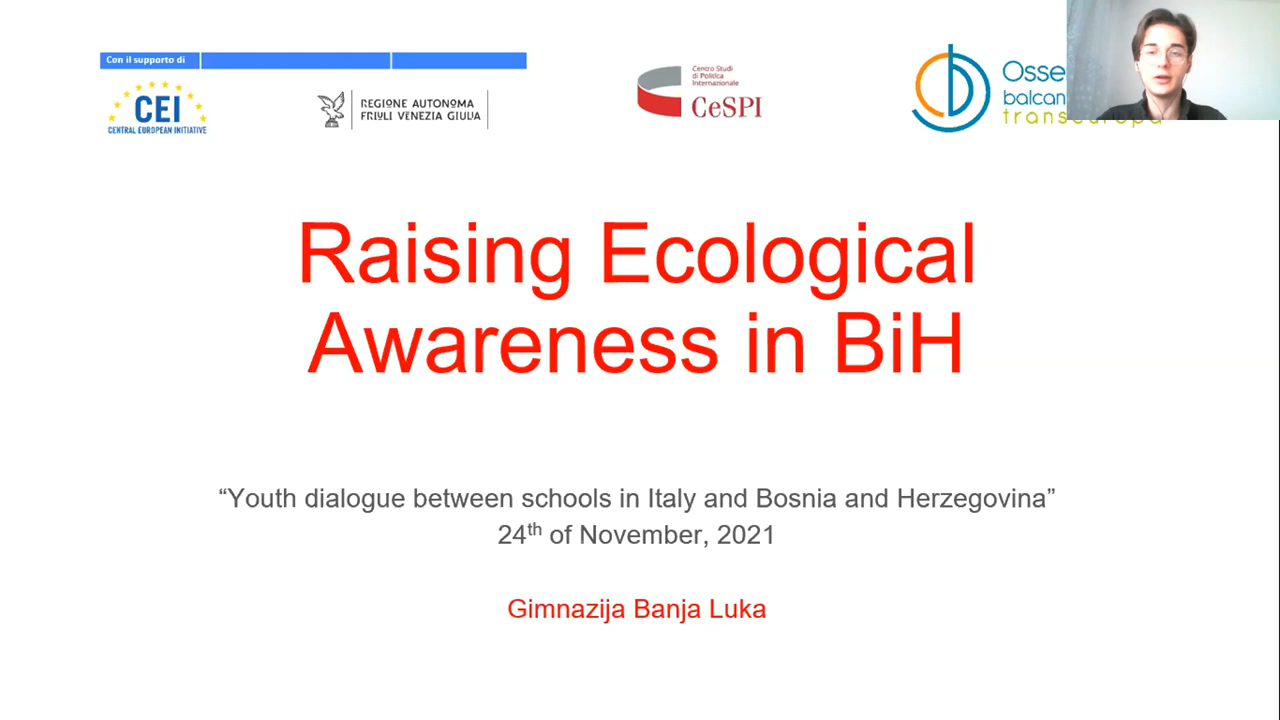 Con il supporto di
CEI
CENTRAL EUROPEAN INITIATIVE
REGIONE AUTONOMA
FRIULI VENEZIA GIULIA
Centro Studi
di Politica
Internazionale
CeSPI
Osse
balcan
transeuropa
Raising Ecological
Awareness in BiH
“Youth dialogue between schools in Italy and Bosnia and Herzegovina”
24th of November, 2021
Gimnazija Banja Luka